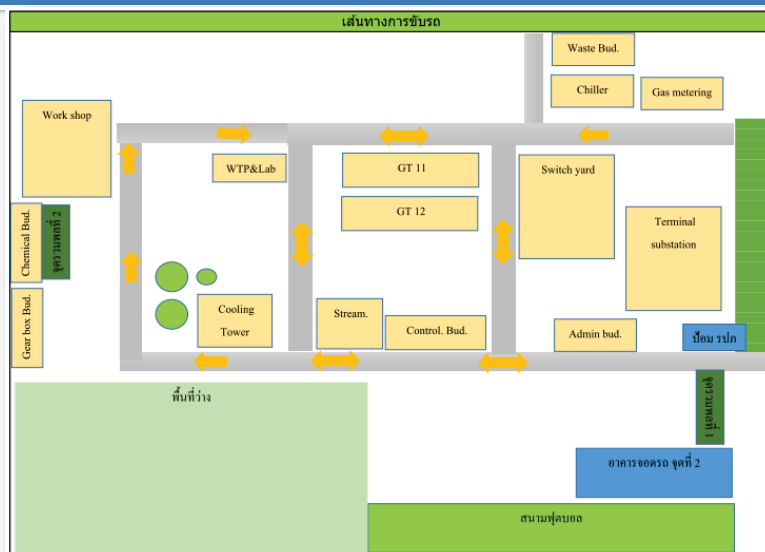 เส้นทางการขับรถ
Waste Bud.
Chiller
Gas metering
Work shop
WTP&Lab
GT 11
GT 12
Switch yard
Terminal
substation
Chemical Bud.
จุดรวมพลที่ 2
Gear box Bud.
Cooling
Tower
Stream.
Control. Bud.
Admin bud.
ป้อม รปภ
พื้นที่ว่าง
จุดรวมพลที่ 1
อาคารจอดรถ จุดที่ 2
สนามฟุตบอล